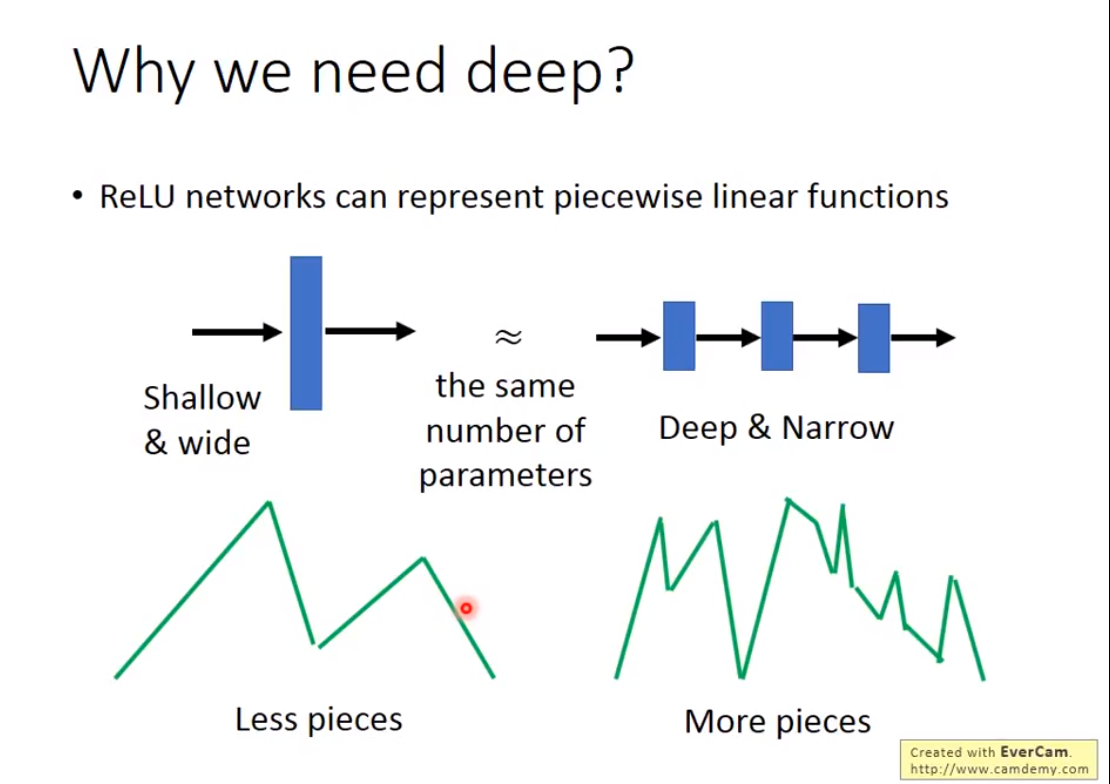 Why we need deep?
• ReLU networks can represent piecewise linear functions
≈
Shallow
& wide
the same
number of
parameters
Deep & Narrow
Less pieces
More pieces
Created with EverCam.
http://www.camdemy.com